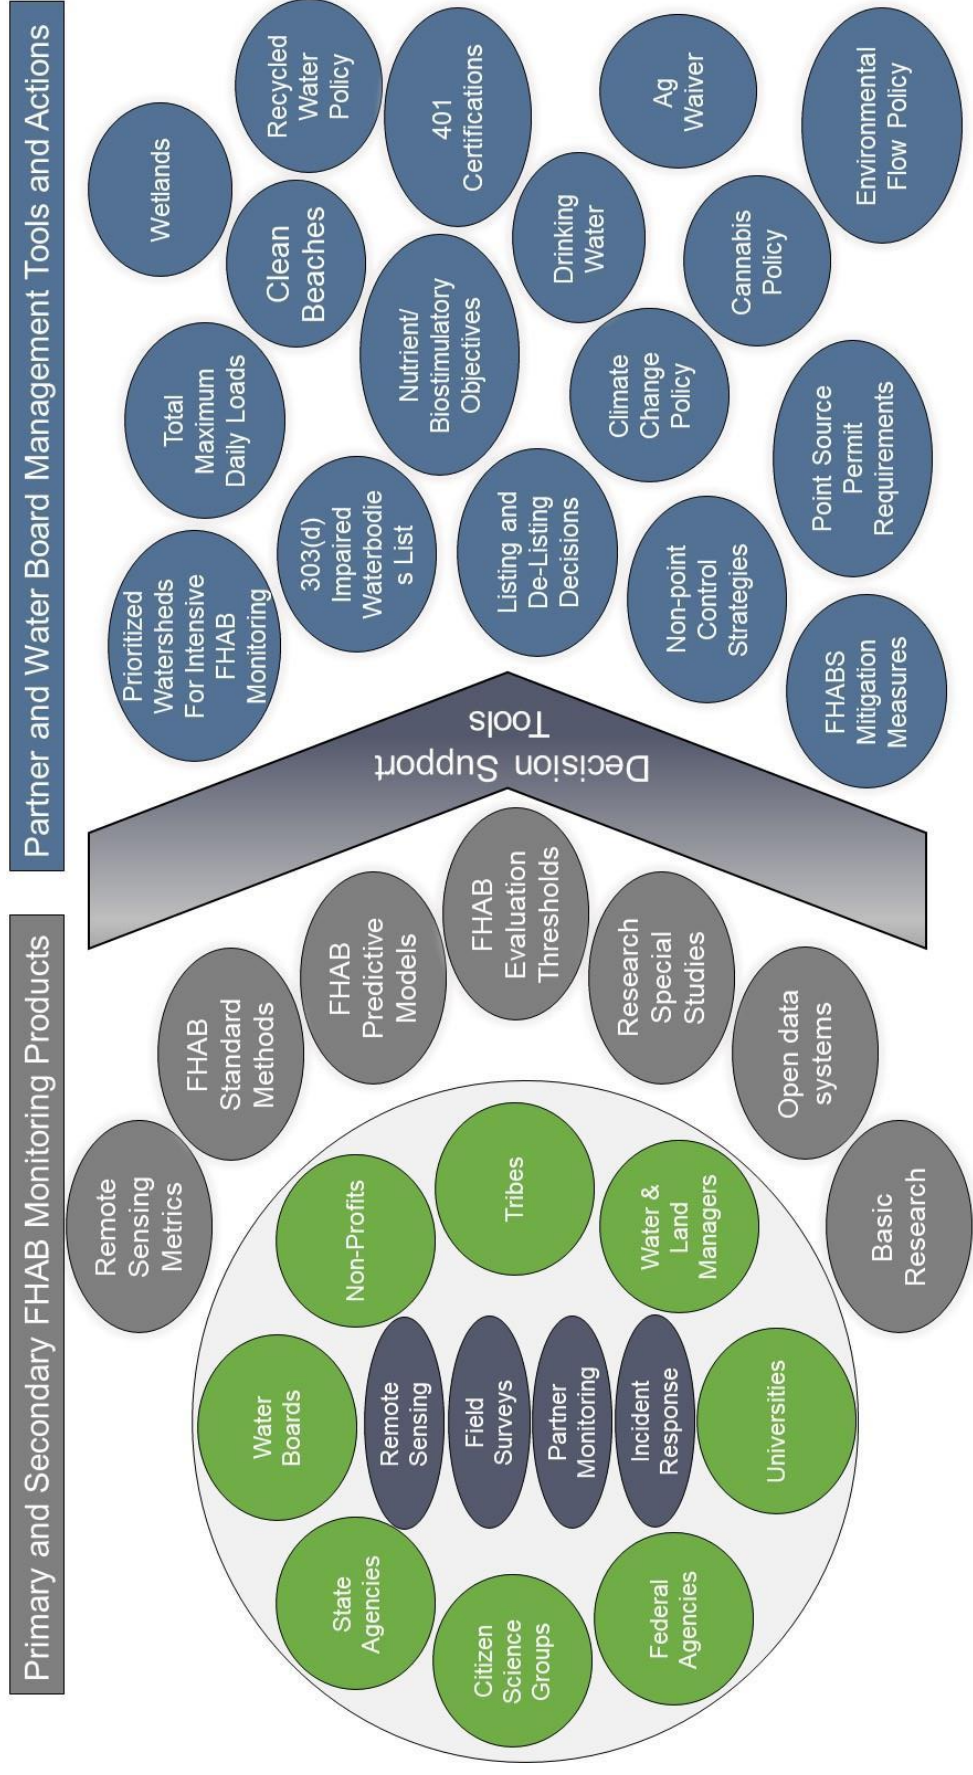 Primary and Secondary FHAB Monitoring Products
Partner and Water Board Management Tools and Actions
Water
Boards
State
Agencies
Non-Profits
Citizen
Science
Groups
Tribes
Federal
Agencies
Water &
Land
Managers
Universities
Remote
Sensing
Field
Surveys
Partner
Monitoring
Incident
Response
Remote
Sensing
Metrics
FHAB
Standard
Methods
FHAB
Predictive
Models
FHAB
Evaluation
Thresholds
Research
Special
Studies
Open data
systems
Basic
Research
Decision Support
Tools
Prioritized
Watersheds
For Intensive
FHAB
Monitoring
Total
Maximum
Daily Loads
Wetlands
Clean
Beaches
Recycled
Water
Policy
303(d)
Impaired
Waterbodie
s List
Nutrient/
Biostimulatory
Objectives
401
Certifications
Listing and
De-Listing
Decisions
Climate
Change
Policy
Drinking
Water
Ag
Waiver
Non-point
Control
Strategies
Cannabis
Policy
FHABS
Mitigation
Measures
Point Source
Permit
Requirements
Environmental
Flow Policy